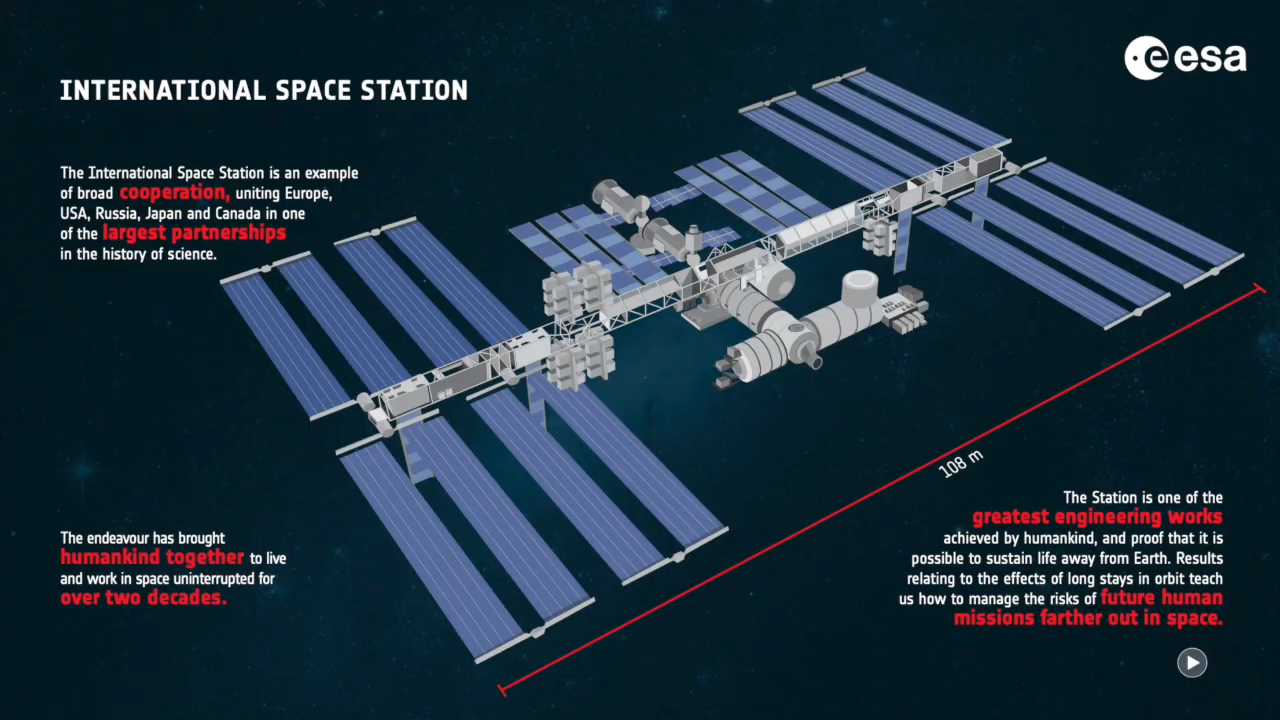 esa
INTERNATIONAL SPACE STATION
The International Space Station is an example
of broad cooperation, uniting Europe,
USA, Russia, Japan and Canada in one
of the largest partnerships
in the history of science.
108 m
The endeavour has brought
humankind together to live
and work in space uninterrupted for
over two decades.
The Station is one of the
greatest engineering works
achieved by humankind, and proof that it is
possible to sustain life away from Earth. Results
relating to the effects of long stays in orbit teach
us how to manage the risks of future human
missions farther out in space.